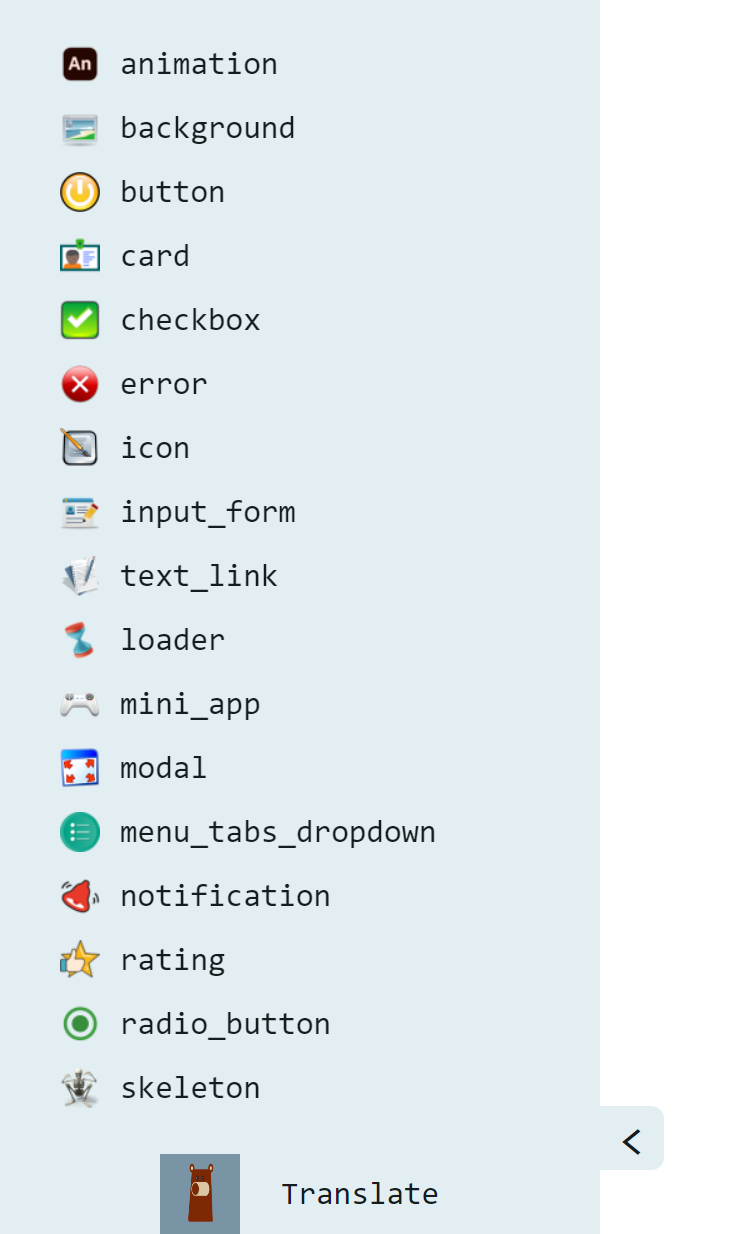 An animation
background
button
card
checkbox
error
icon
input_form
text_link
loader
mini_app
modal
menu_tabs_dropdown
notification
rating
radio_button
skeleton
Translate